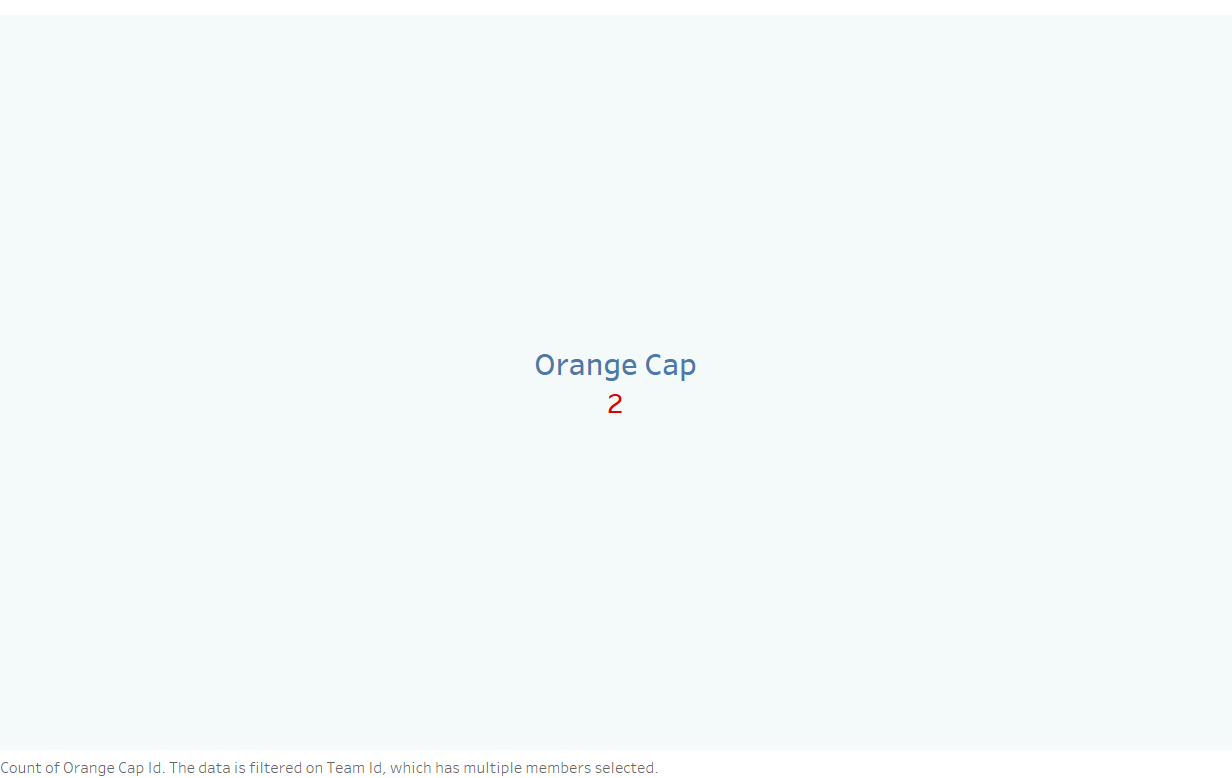 Orange Cap
2
Count of Orange Cap Id. The data is filtered on Team Id, which has multiple members selected.